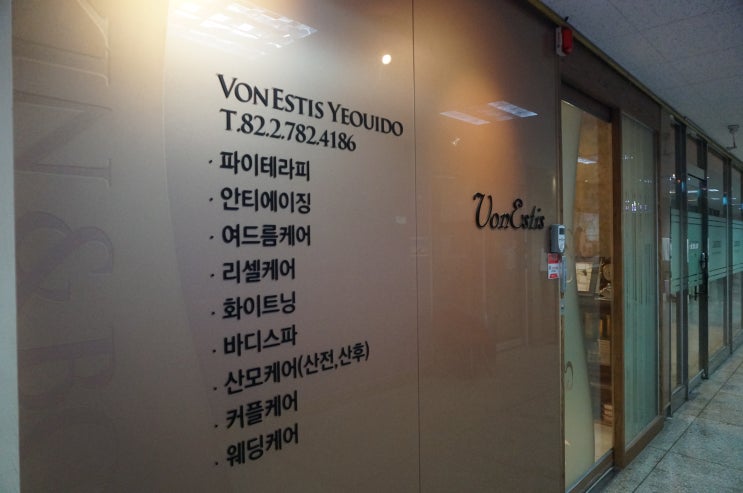 VON ESTIS YEOUIDO
T.82.2.782.4186
· 파이테라피
· 안티에이징
· 여드름케어
· 리셀케어
· 화이트닝
· 바디스파
· 산모케어(산전,산후)
· 커플케어
· 웨딩케어
VonEstis